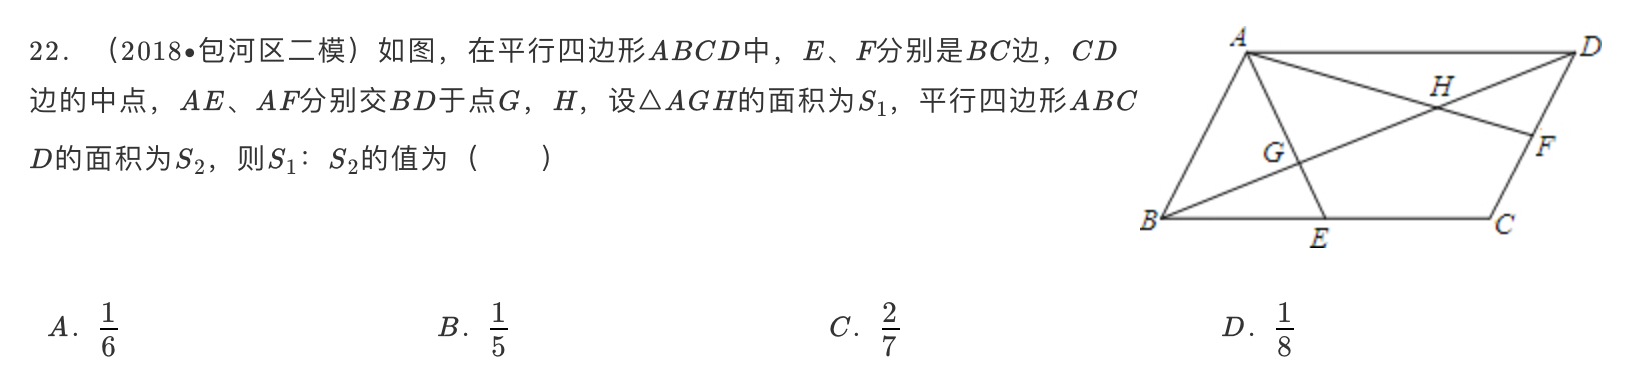 22. （2018•包河区二模）如图，在平行四边形ABCD中，E、F分别是BC边，CD
边的中点，AE、AF分别交BD于点G，H，设△AGH的面积为S₁，平行四边形ABC
D的面积为S₂，则S₁：S₂的值为（　　）
A. 1/6 B. 1/5 C. 2/7 D. 1/8
A
D
H
F
G
B
E
C